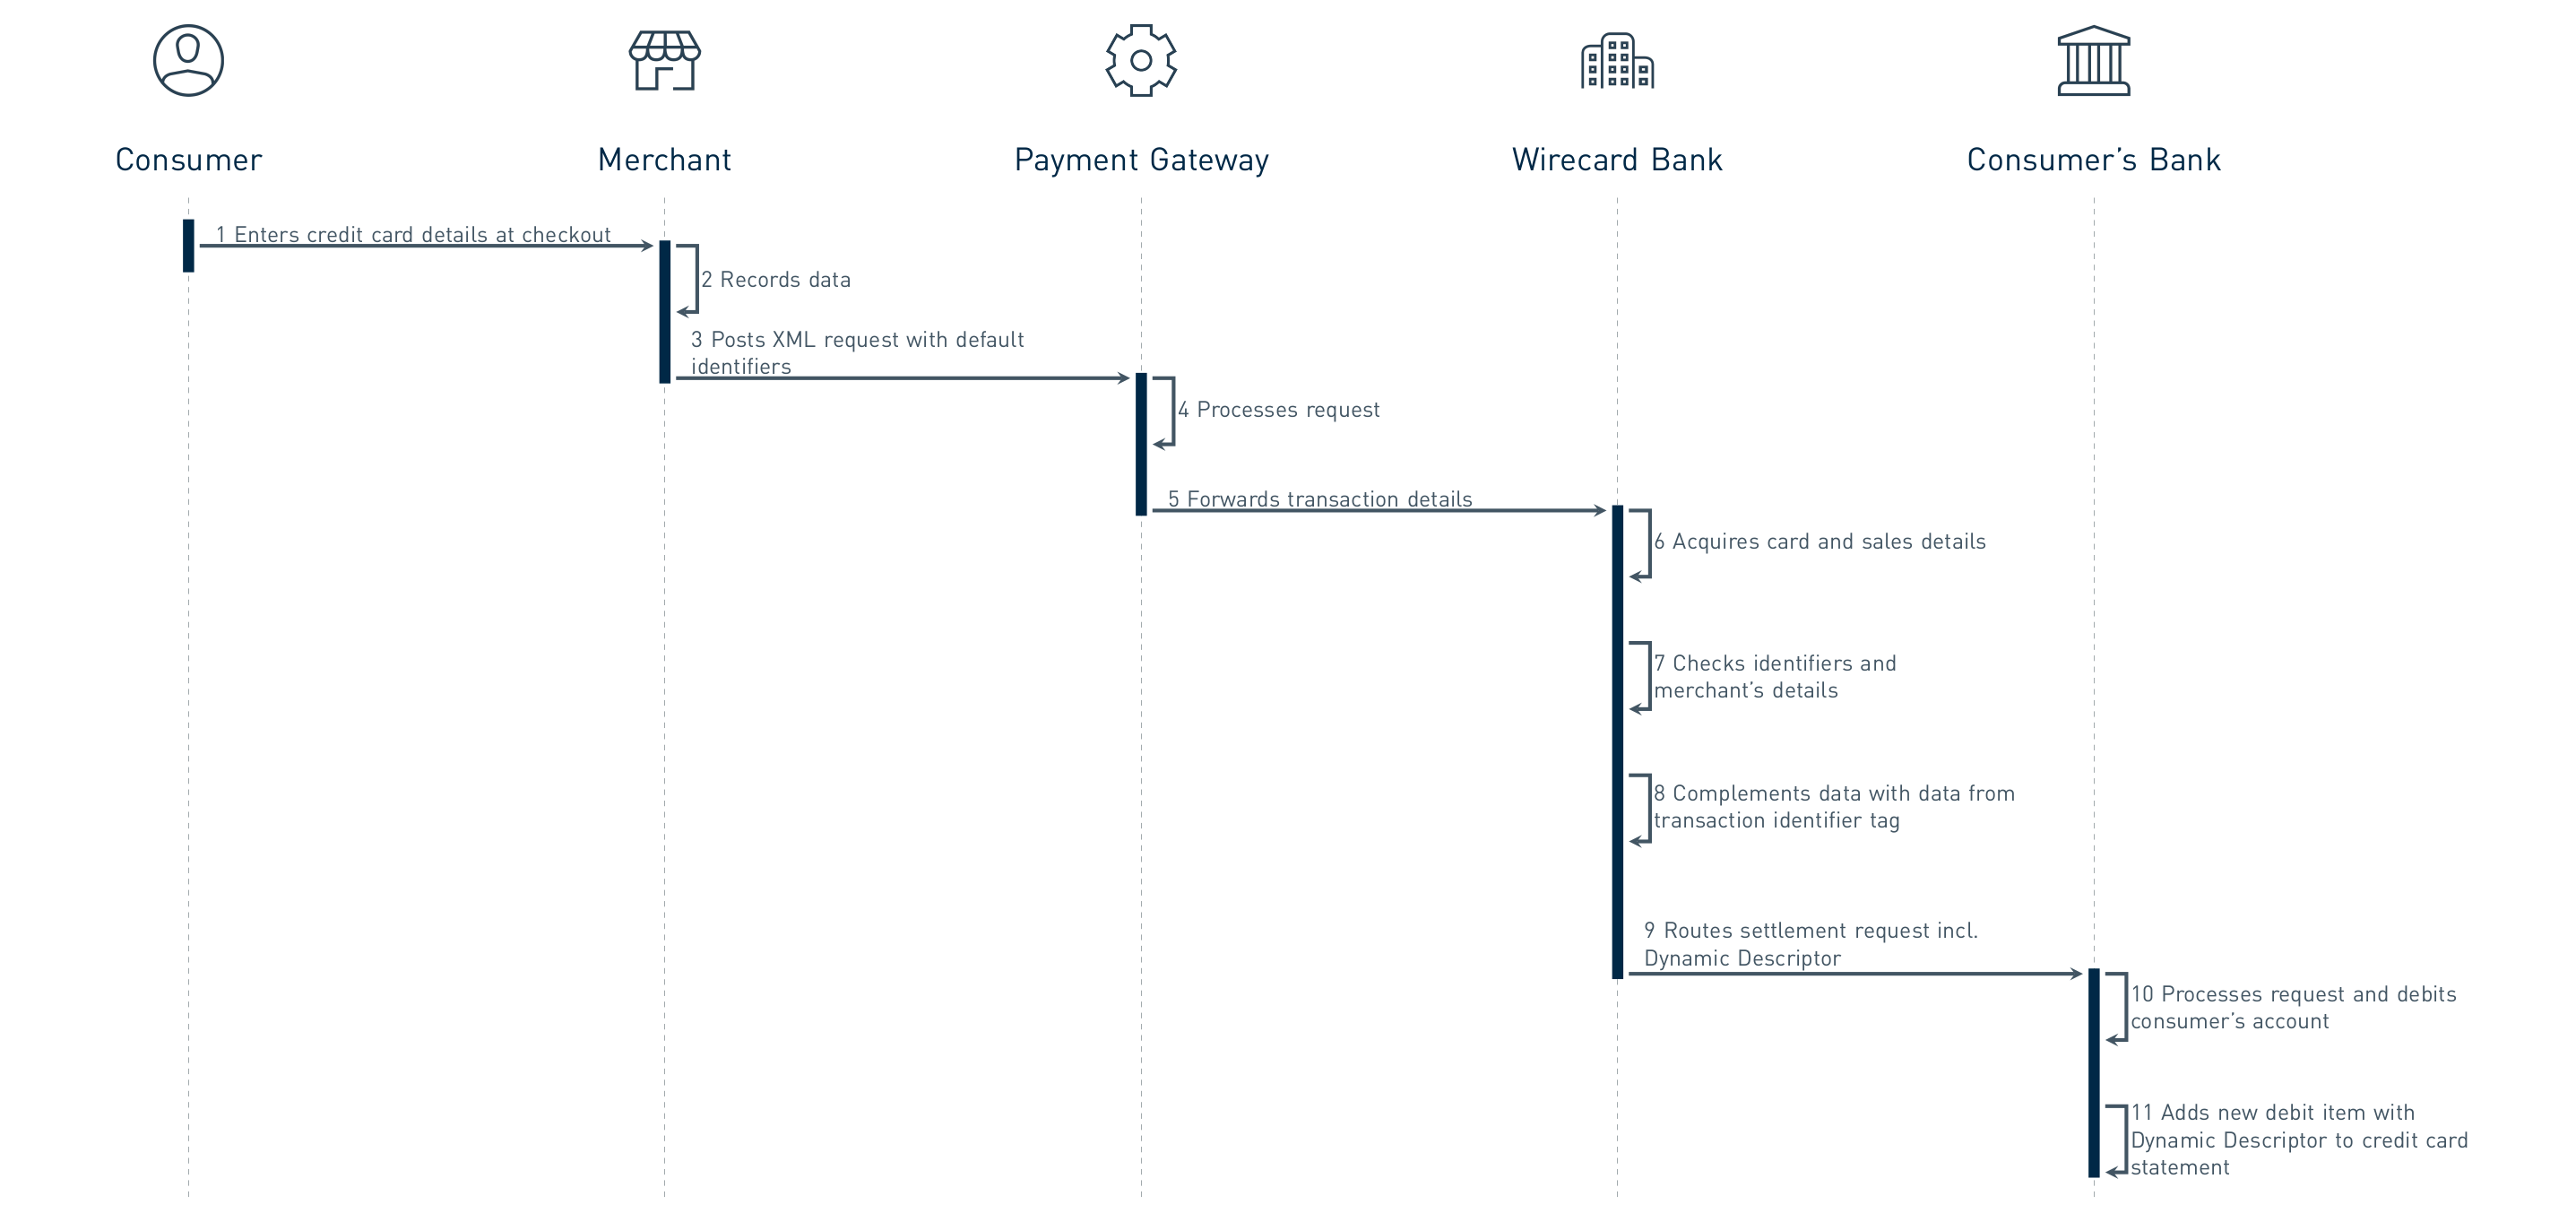 Consumer
Merchant
Payment Gateway
Wirecard Bank
Consumer’s Bank
1 Enters credit card details at checkout
2 Records data
3 Posts XML request with default
identifiers
4 Processes request
5 Forwards transaction details
6 Acquires card and sales details
7 Checks identifiers and
merchant’s details
8 Complements data with data from
transaction identifier tag
9 Routes settlement request incl.
Dynamic Descriptor
10 Processes request and debits
consumer’s account
11 Adds new debit item with
Dynamic Descriptor to credit card
statement